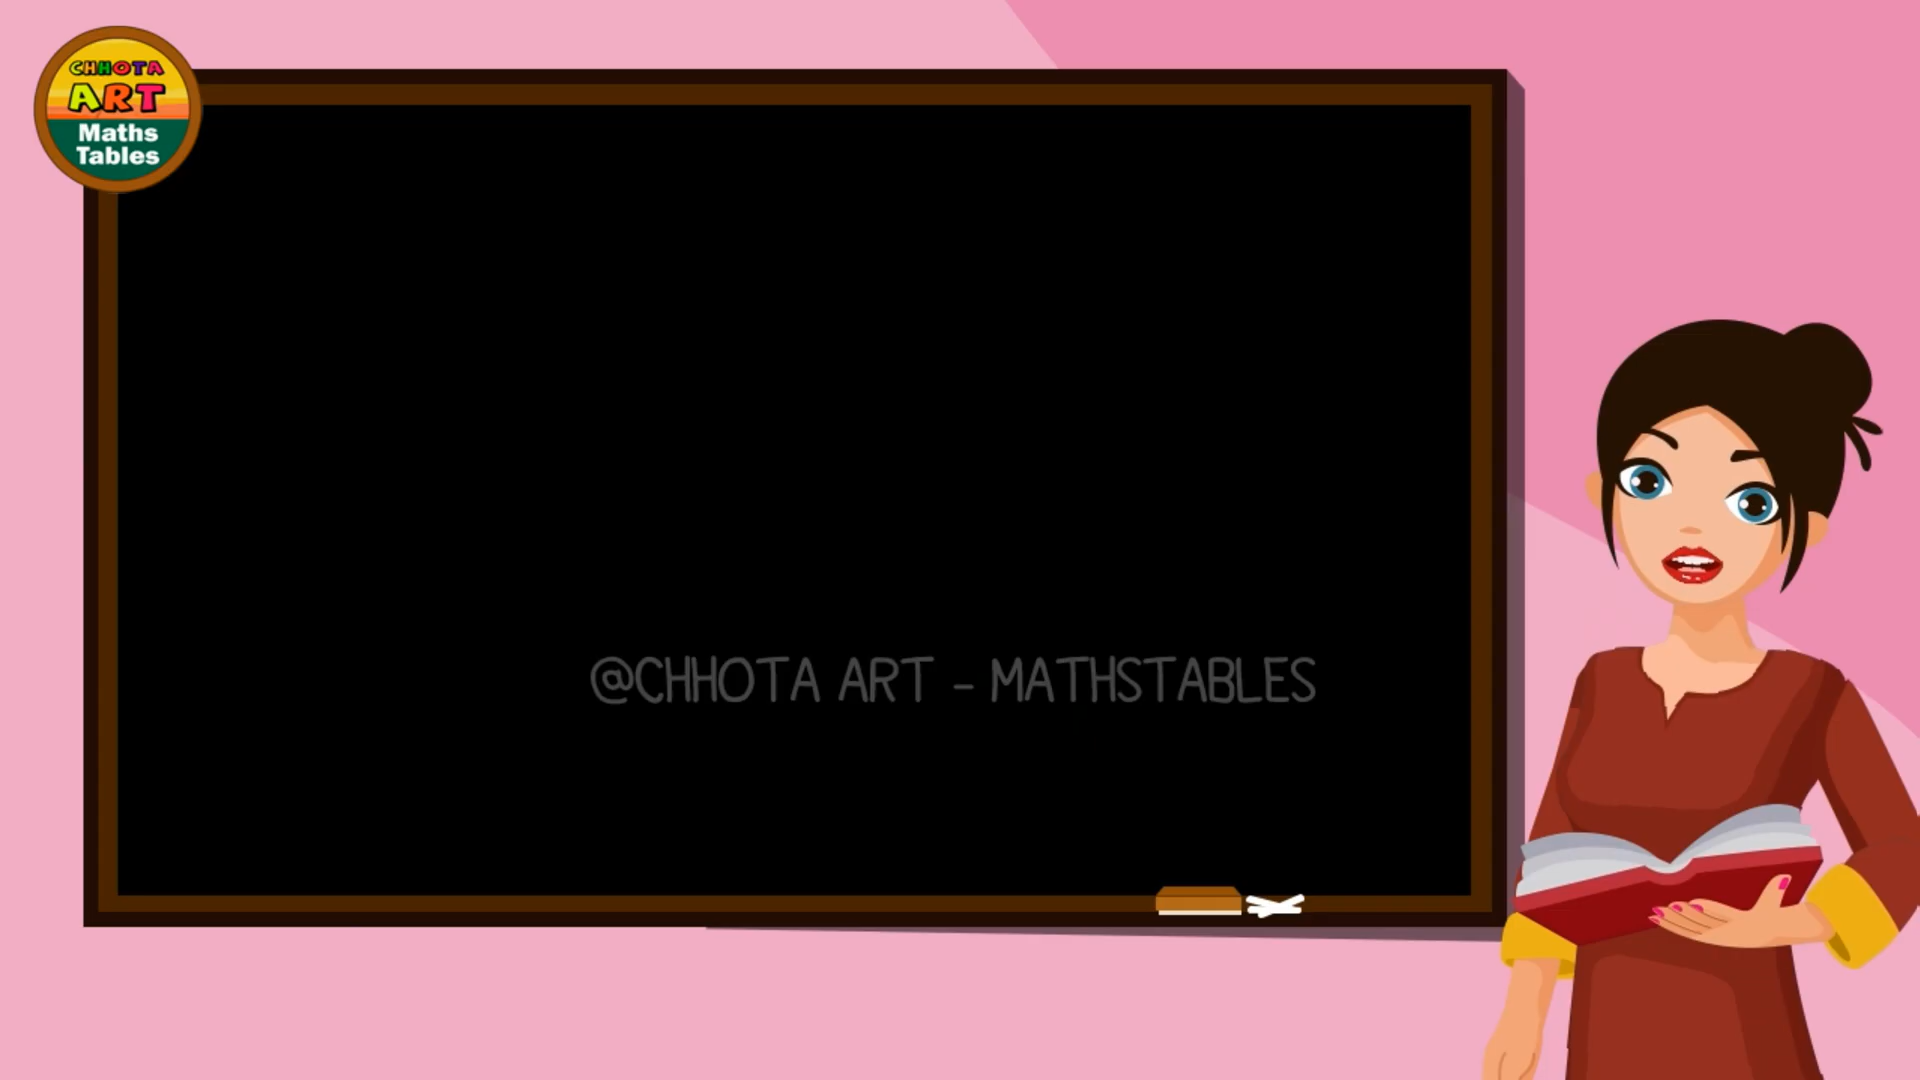 CHHOTA
ART
Maths
Tables
@CHHOTA ART - MATHSTABLES